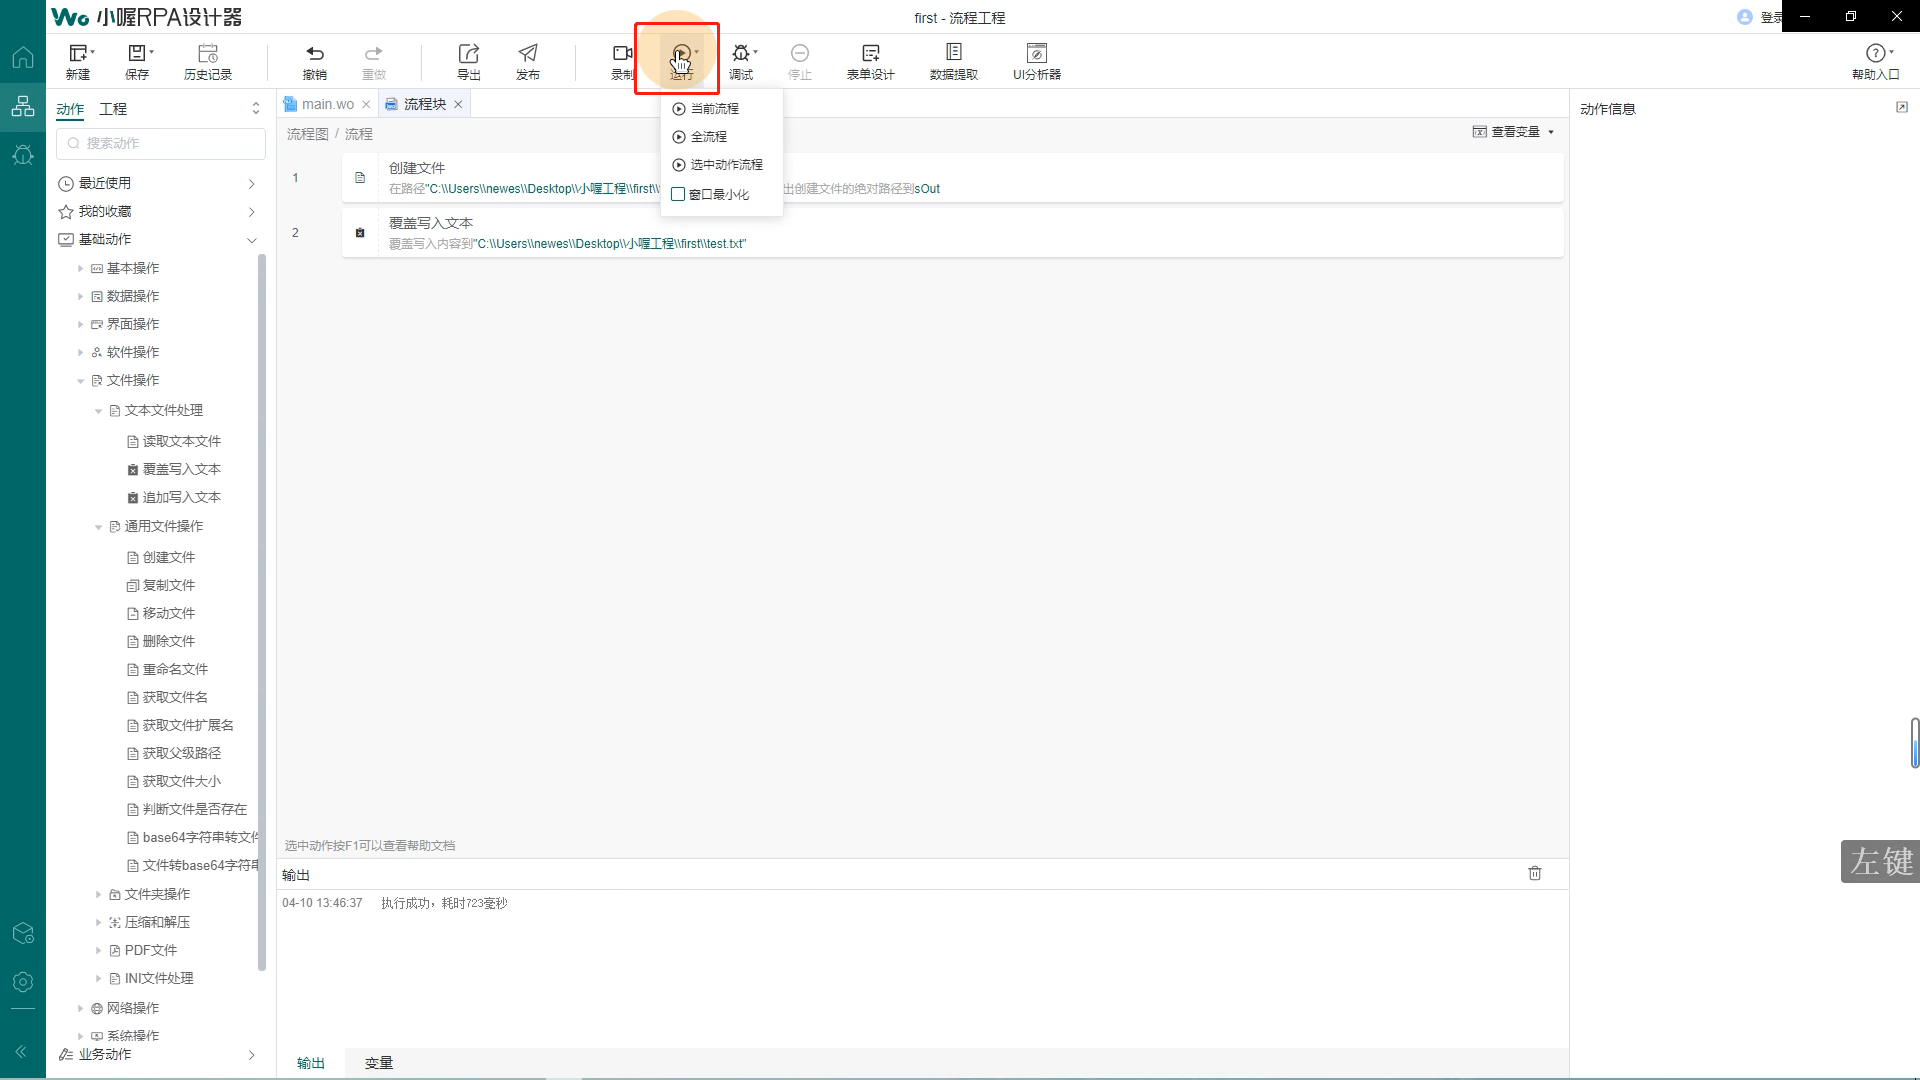 Wo 小喔RPA设计器
first - 流程工程
登录
新建
保存
历史记录
撤销
重做
导出
发布
录制
运行
调试
停止
表单设计
数据提取
UI分析器
帮助入口
动作 工程
main.wo
流程块
当前流程
全流程
选中动作流程
窗口最小化
动作信息
搜索动作
流程图 / 流程
查看变量
最近使用
我的收藏
基础动作
基本操作
数据操作
界面操作
软件操作
文件操作
文本文件处理
读取文本文件
覆盖写入文本
追加写入文本
通用文件操作
创建文件
复制文件
移动文件
删除文件
重命名文件
获取文件名
获取文件扩展名
获取父级路径
获取文件大小
判断文件是否存在
base64字符串转文件
文件转base64字符串
文件夹操作
压缩和解压
PDF文件
INI文件处理
网络操作
系统操作
业务动作
1 创建文件
在路径"C:\\Users\\newes\\Desktop\\小喔工程\\first\\ 出创建文件的绝对路径到sOut
2 覆盖写入文本
覆盖写入内容到"C:\\Users\\newes\\Desktop\\小喔工程\\first\\test.txt"
选中动作按F1可以查看帮助文档
输出
04-10 13:46:37 执行成功，耗时723毫秒
输出 变量
左键